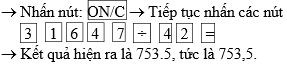 → Nhấn nút: ON/C → Tiếp tục nhấn các nút
3 1 6 4 7 ÷ 4 2 =
→ Kết quả hiện ra là 753.5, tức là 753,5.